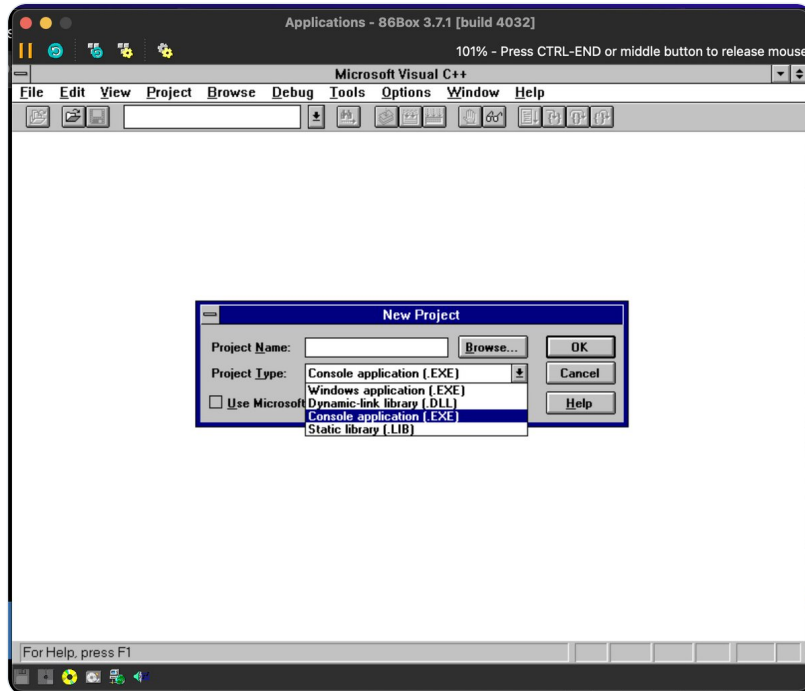 Applications - 86Box 3.7.1 [build 4032]
101% - Press CTRL-END or middle button to release mouse
Microsoft Visual C++
File Edit View Project Browse Debug Tools Options Window Help
New Project
Project Name: Browse... OK
Project Type: Console application (.EXE) Cancel
Windows application (.EXE)
Use Microsoft Dynamic-link library (.DLL) Help
Console application (.EXE)
Static library (.LIB)
For Help, press F1